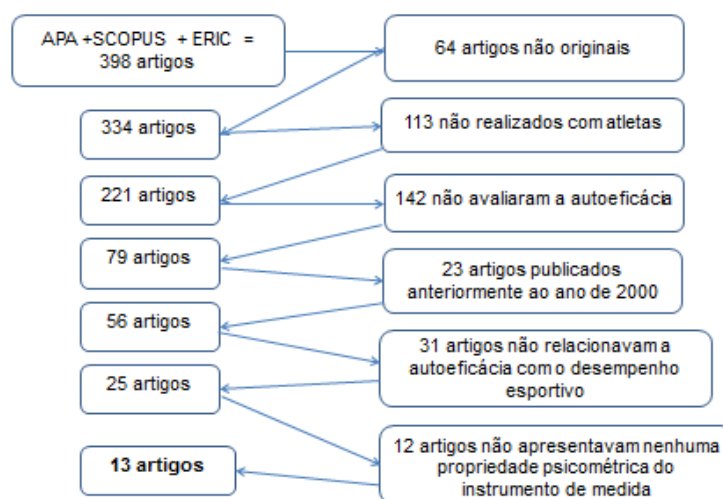 APA +SCOPUS + ERIC =
398 artigos
64 artigos não originais
334 artigos
113 não realizados com atletas
221 artigos
142 não avaliaram a autoeficácia
79 artigos
23 artigos publicados
anteriormente ao ano de 2000
56 artigos
31 artigos não relacionavam a
autoeficácia com o desempenho
esportivo
25 artigos
12 artigos não apresentavam nenhuma
propriedade psicométrica do
instrumento de medida
13 artigos